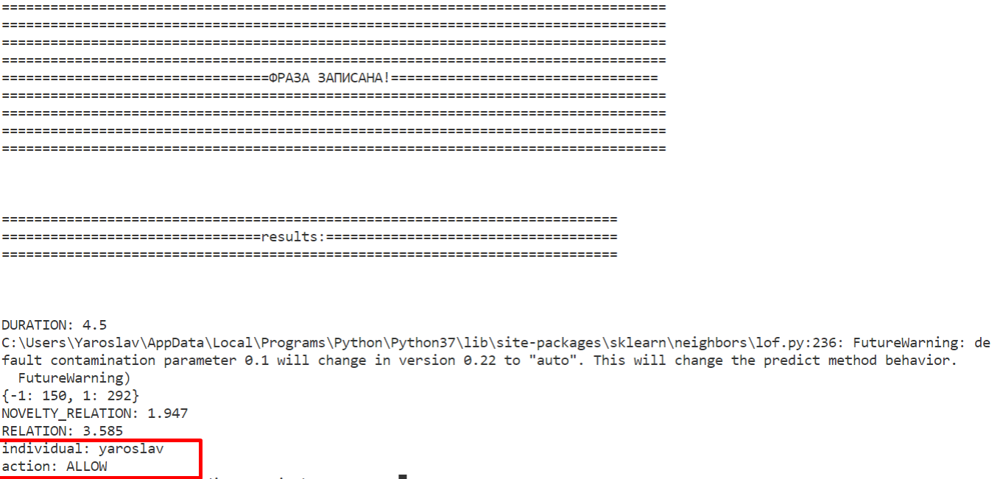 ==================================================================================
==================================================================================
==================================================================================
==================================================================================
=================================ФРАЗА ЗАПИСАНА!=================================
==================================================================================
==================================================================================
==================================================================================
==================================================================================
============================================================================
================================results:====================================
============================================================================
DURATION: 4.5
C:\Users\Yaroslav\AppData\Local\Programs\Python\Python37\lib\site-packages\sklearn\neighbors\lof.py:236: FutureWarning: de
fault contamination parameter 0.1 will change in version 0.22 to "auto". This will change the predict method behavior.
  FutureWarning)
{-1: 150, 1: 292}
NOVELTY_RELATION: 1.947
RELATION: 3.585
individual: yaroslav
action: ALLOW